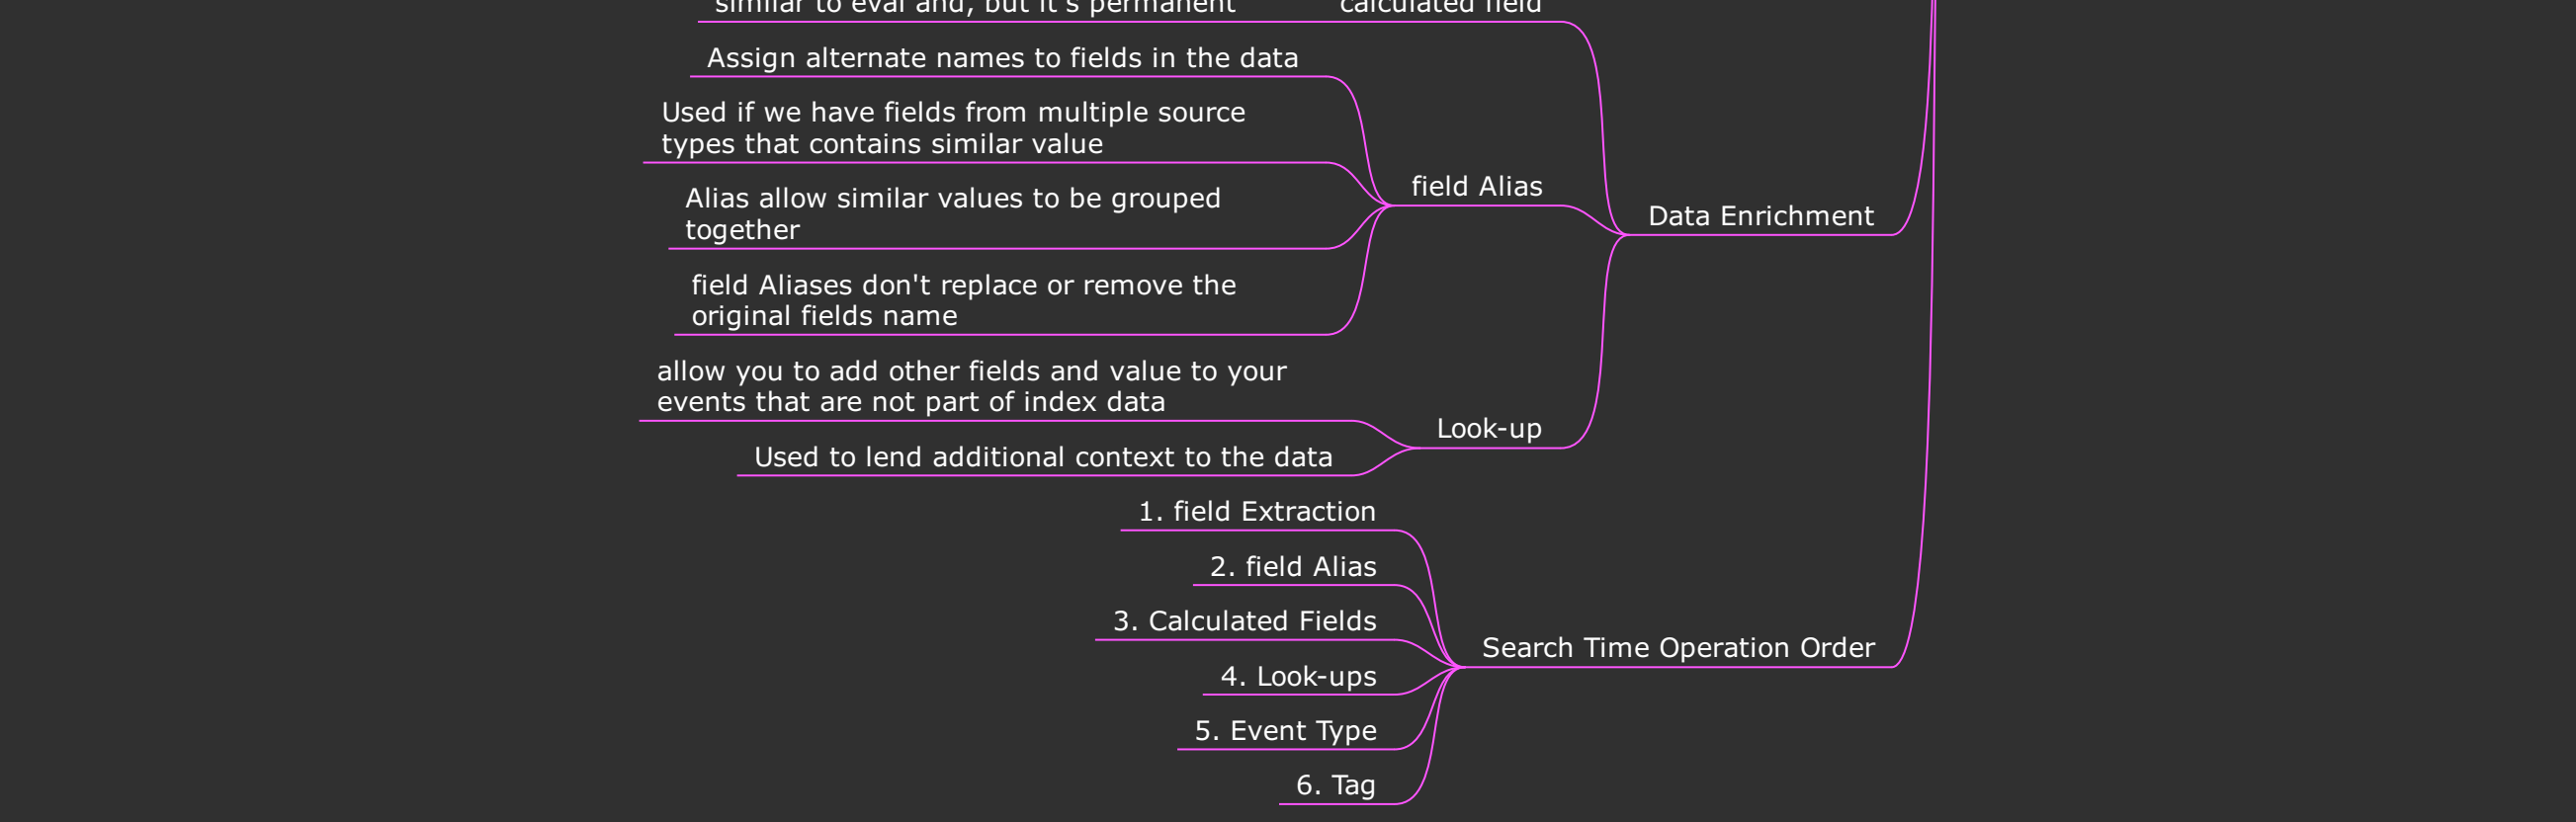 similar to eval and, but it's permanent
calculated field
Assign alternate names to fields in the data
Used if we have fields from multiple source
types that contains similar value
Alias allow similar values to be grouped
together
field Aliases don't replace or remove the
original fields name
field Alias
Data Enrichment
allow you to add other fields and value to your
events that are not part of index data
Used to lend additional context to the data
Look-up
1. field Extraction
2. field Alias
3. Calculated Fields
4. Look-ups
5. Event Type
6. Tag
Search Time Operation Order